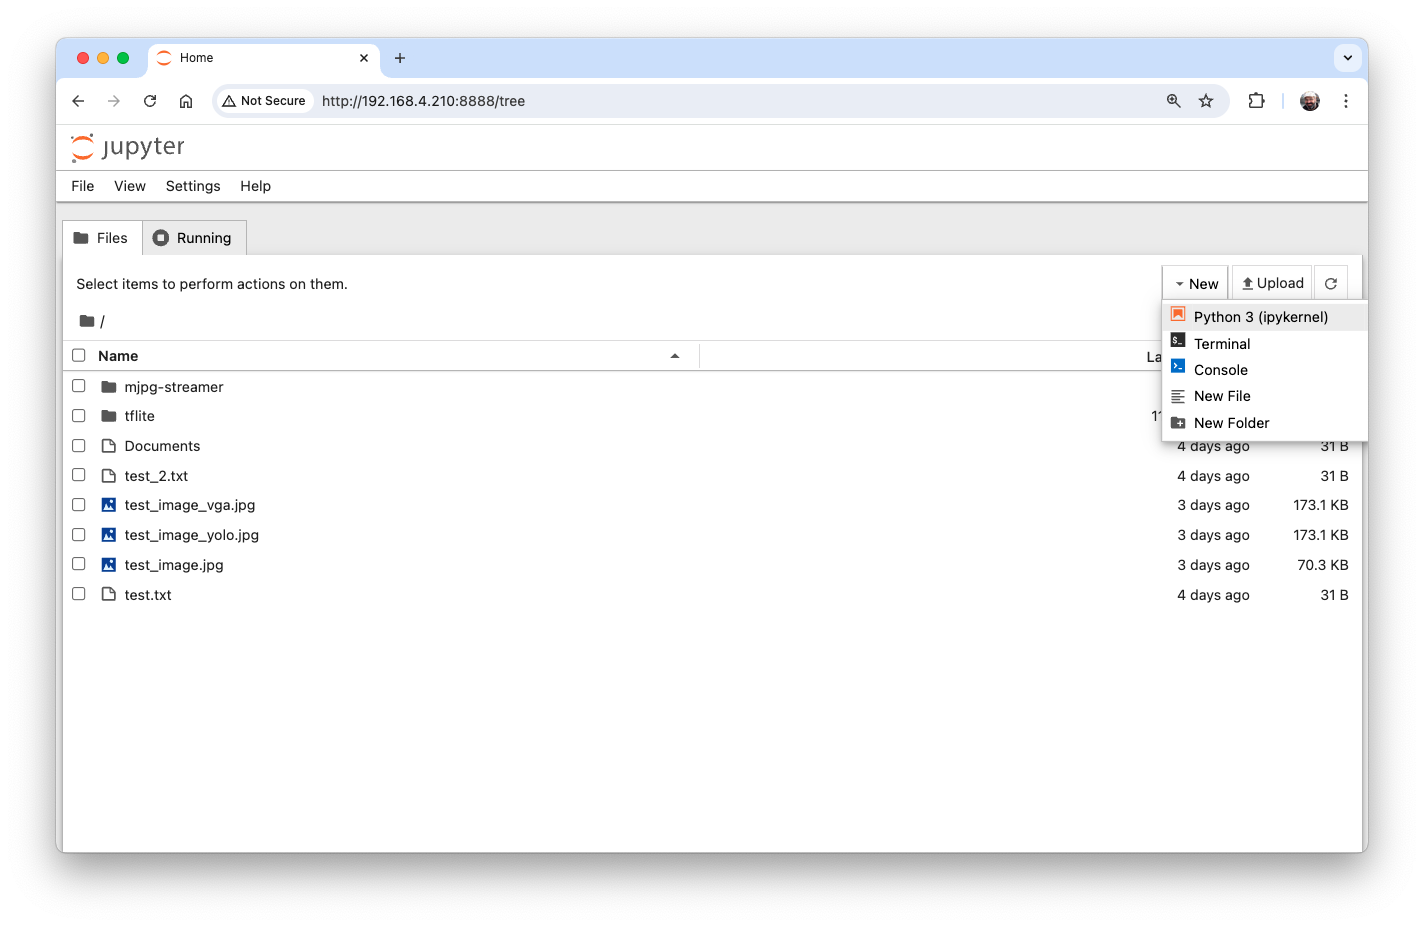 Home
Not Secure http://192.168.4.210:8888/tree
jupyter
File View Settings Help
Files Running
Select items to perform actions on them. New Upload
/
Python 3 (ipykernel)
Terminal
Console
New File
New Folder
Name La
mjpg-streamer
tflite 11
Documents 4 days ago 31 B
test_2.txt 4 days ago 31 B
test_image_vga.jpg 3 days ago 173.1 KB
test_image_yolo.jpg 3 days ago 173.1 KB
test_image.jpg 3 days ago 70.3 KB
test.txt 4 days ago 31 B